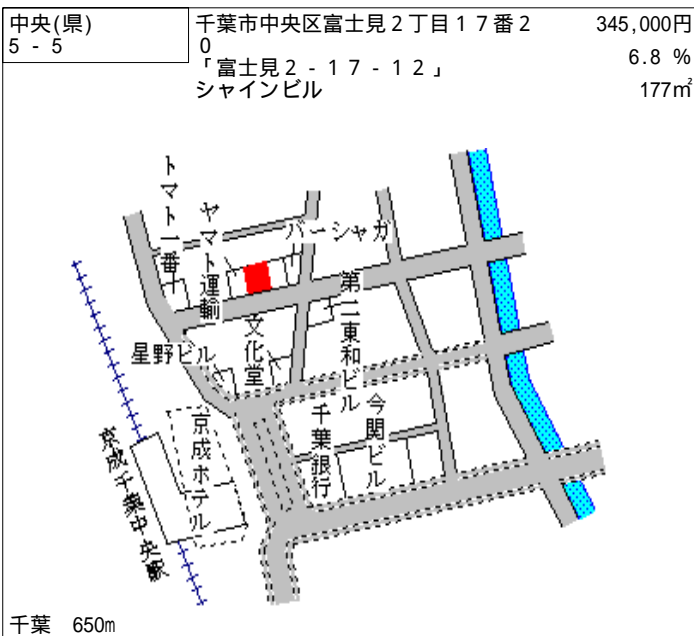 中央(県)
5 - 5
千葉市中央区富士見２丁目１７番２
0
「富士見２-１７-１２」
シャインビル
345,000円
6.8 %
177㎡
トマト一番
ヤマト運輸
バーシャガ
第二東和ビル
文化堂
星野ビル
京成ホテル
千葉銀行
今関ビル
京成千葉中央駅
千葉 650m